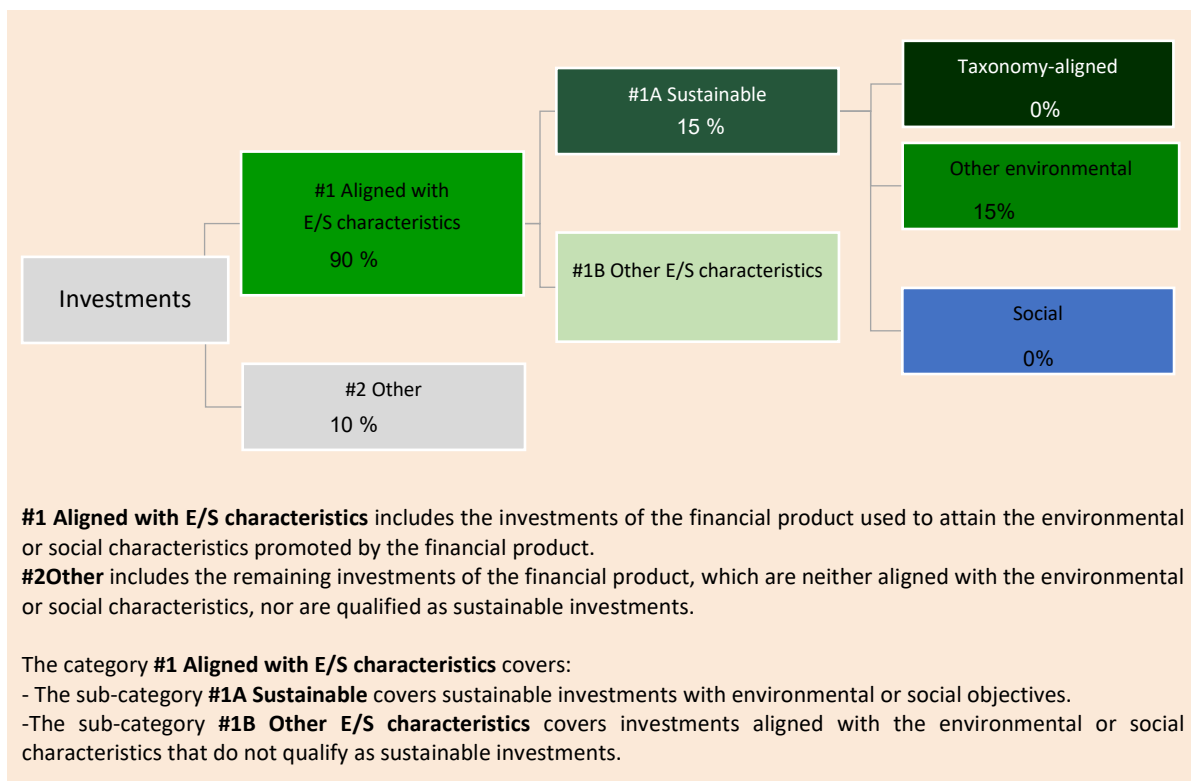 Investments
#1 Aligned with
E/S characteristics
90 %
#2 Other
10 %
#1A Sustainable
15 %
#1B Other E/S characteristics
Taxonomy-aligned
0%
Other environmental
15%
Social
0%
#1 Aligned with E/S characteristics includes the investments of the financial product used to attain the environmental
or social characteristics promoted by the financial product.
#2Other includes the remaining investments of the financial product, which are neither aligned with the environmental
or social characteristics, nor are qualified as sustainable investments.
The category #1 Aligned with E/S characteristics covers:
- The sub-category #1A Sustainable covers sustainable investments with environmental or social objectives.
-The sub-category #1B Other E/S characteristics covers investments aligned with the environmental or social
characteristics that do not qualify as sustainable investments.